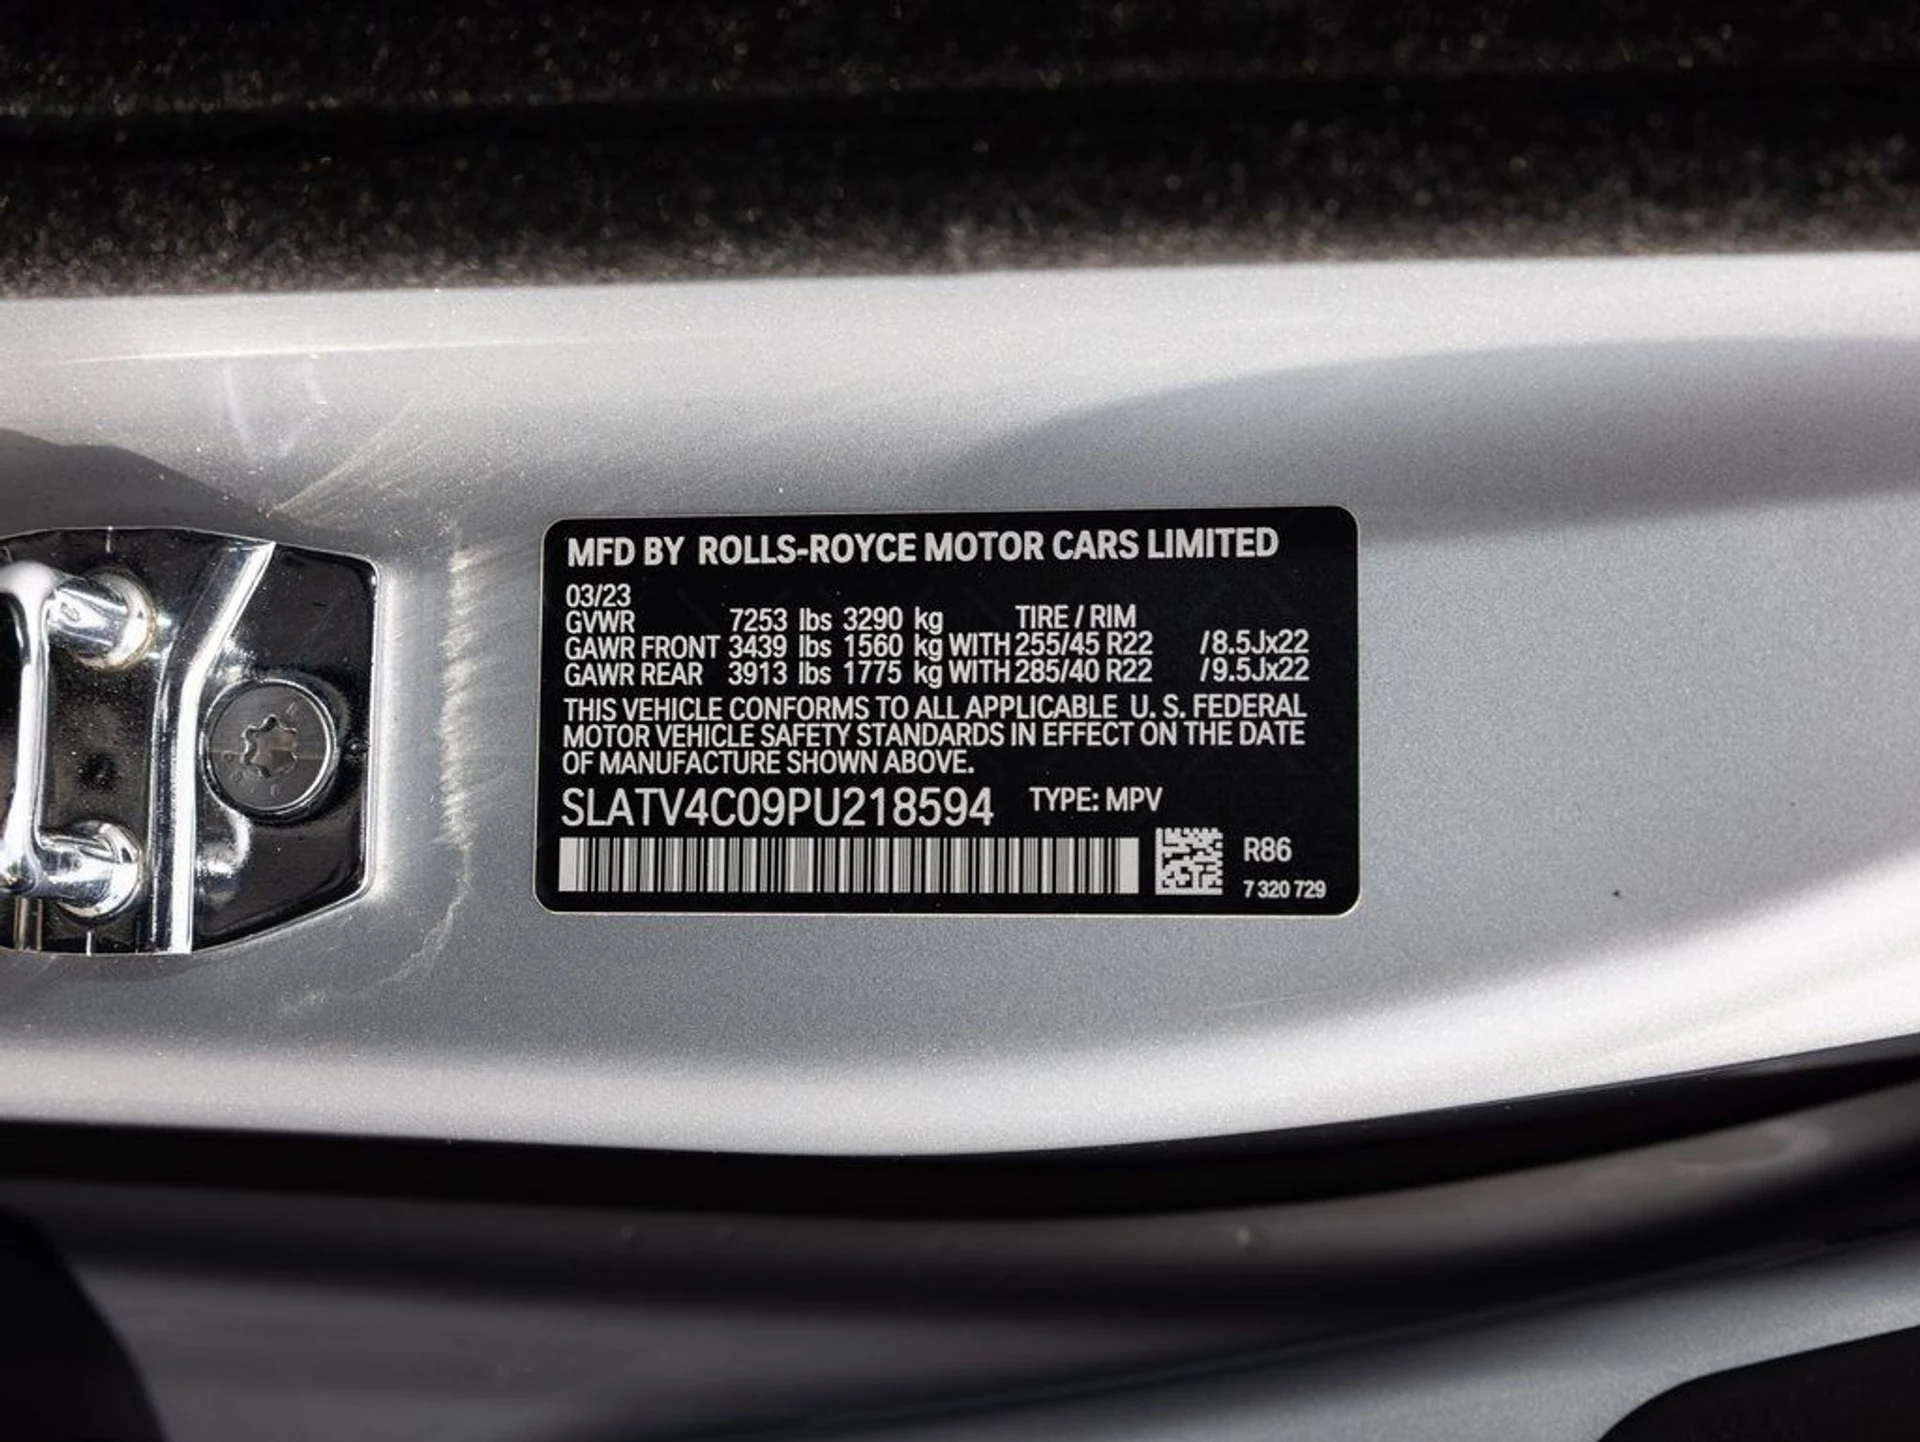 MFD BY ROLLS-ROYCE MOTOR CARS LIMITED
03/23
GVWR 7253 lbs 3290 kg TIRE / RIM
GAWR FRONT 3439 lbs 1560 kg WITH 255/45 R22 /8.5Jx22
GAWR REAR 3913 lbs 1775 kg WITH 285/40 R22 /9.5Jx22
THIS VEHICLE CONFORMS TO ALL APPLICABLE U. S. FEDERAL
MOTOR VEHICLE SAFETY STANDARDS IN EFFECT ON THE DATE
OF MANUFACTURE SHOWN ABOVE.
SLATV4C09PU218594 TYPE: MPV
R86
7 320 729